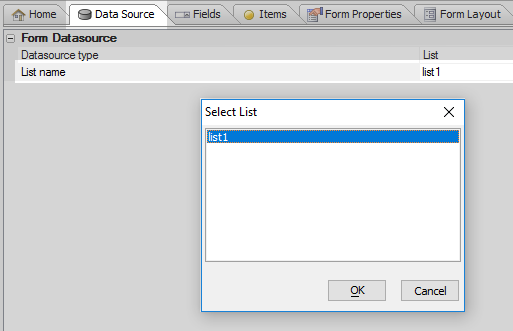 Home Data Source Fields Items Form Properties Form Layout
Form Datasource
Datasource type List
List name list1
Select List
list1
OK Cancel